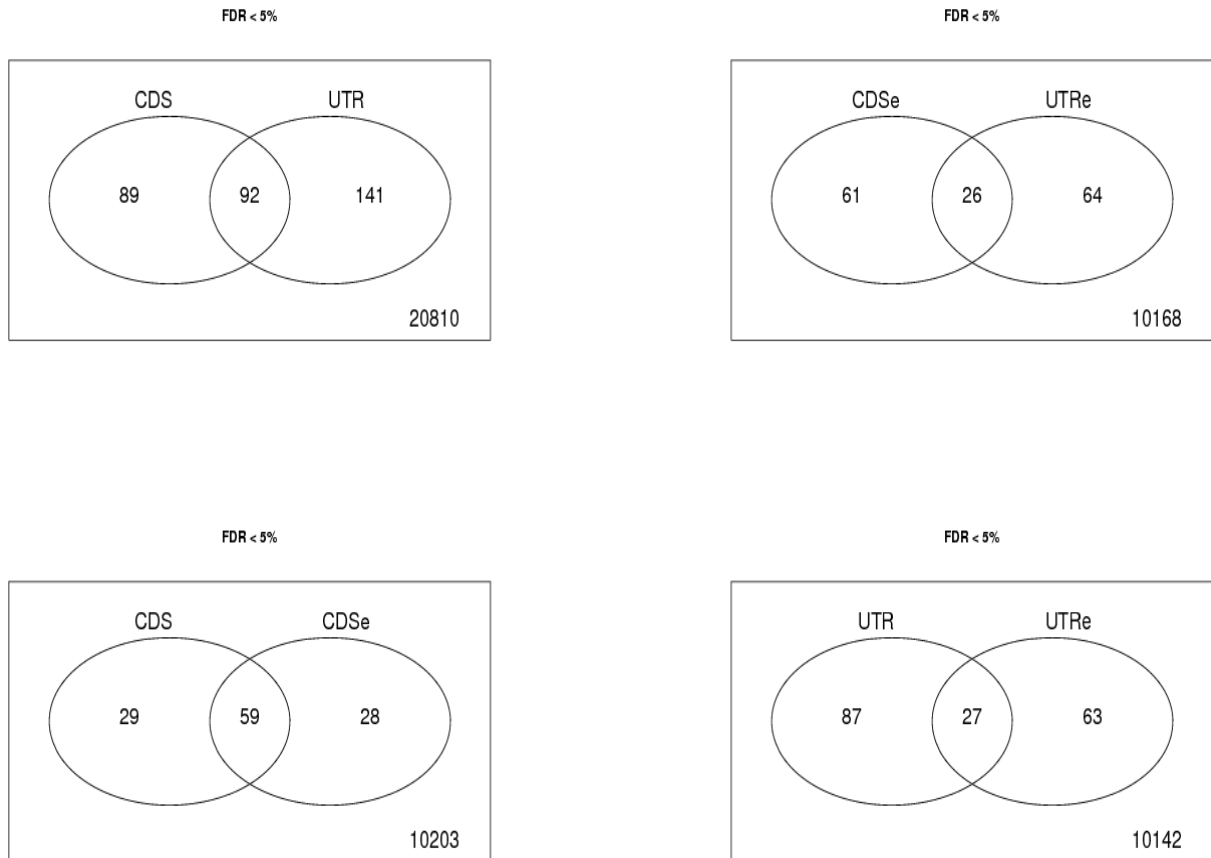 FDR < 5%
CDS UTR
89 92 141
20810
FDR < 5%
CDSe UTRe
61 26 64
10168
FDR < 5%
CDS CDSe
29 59 28
10203
FDR < 5%
UTR UTRe
87 27 63
10142